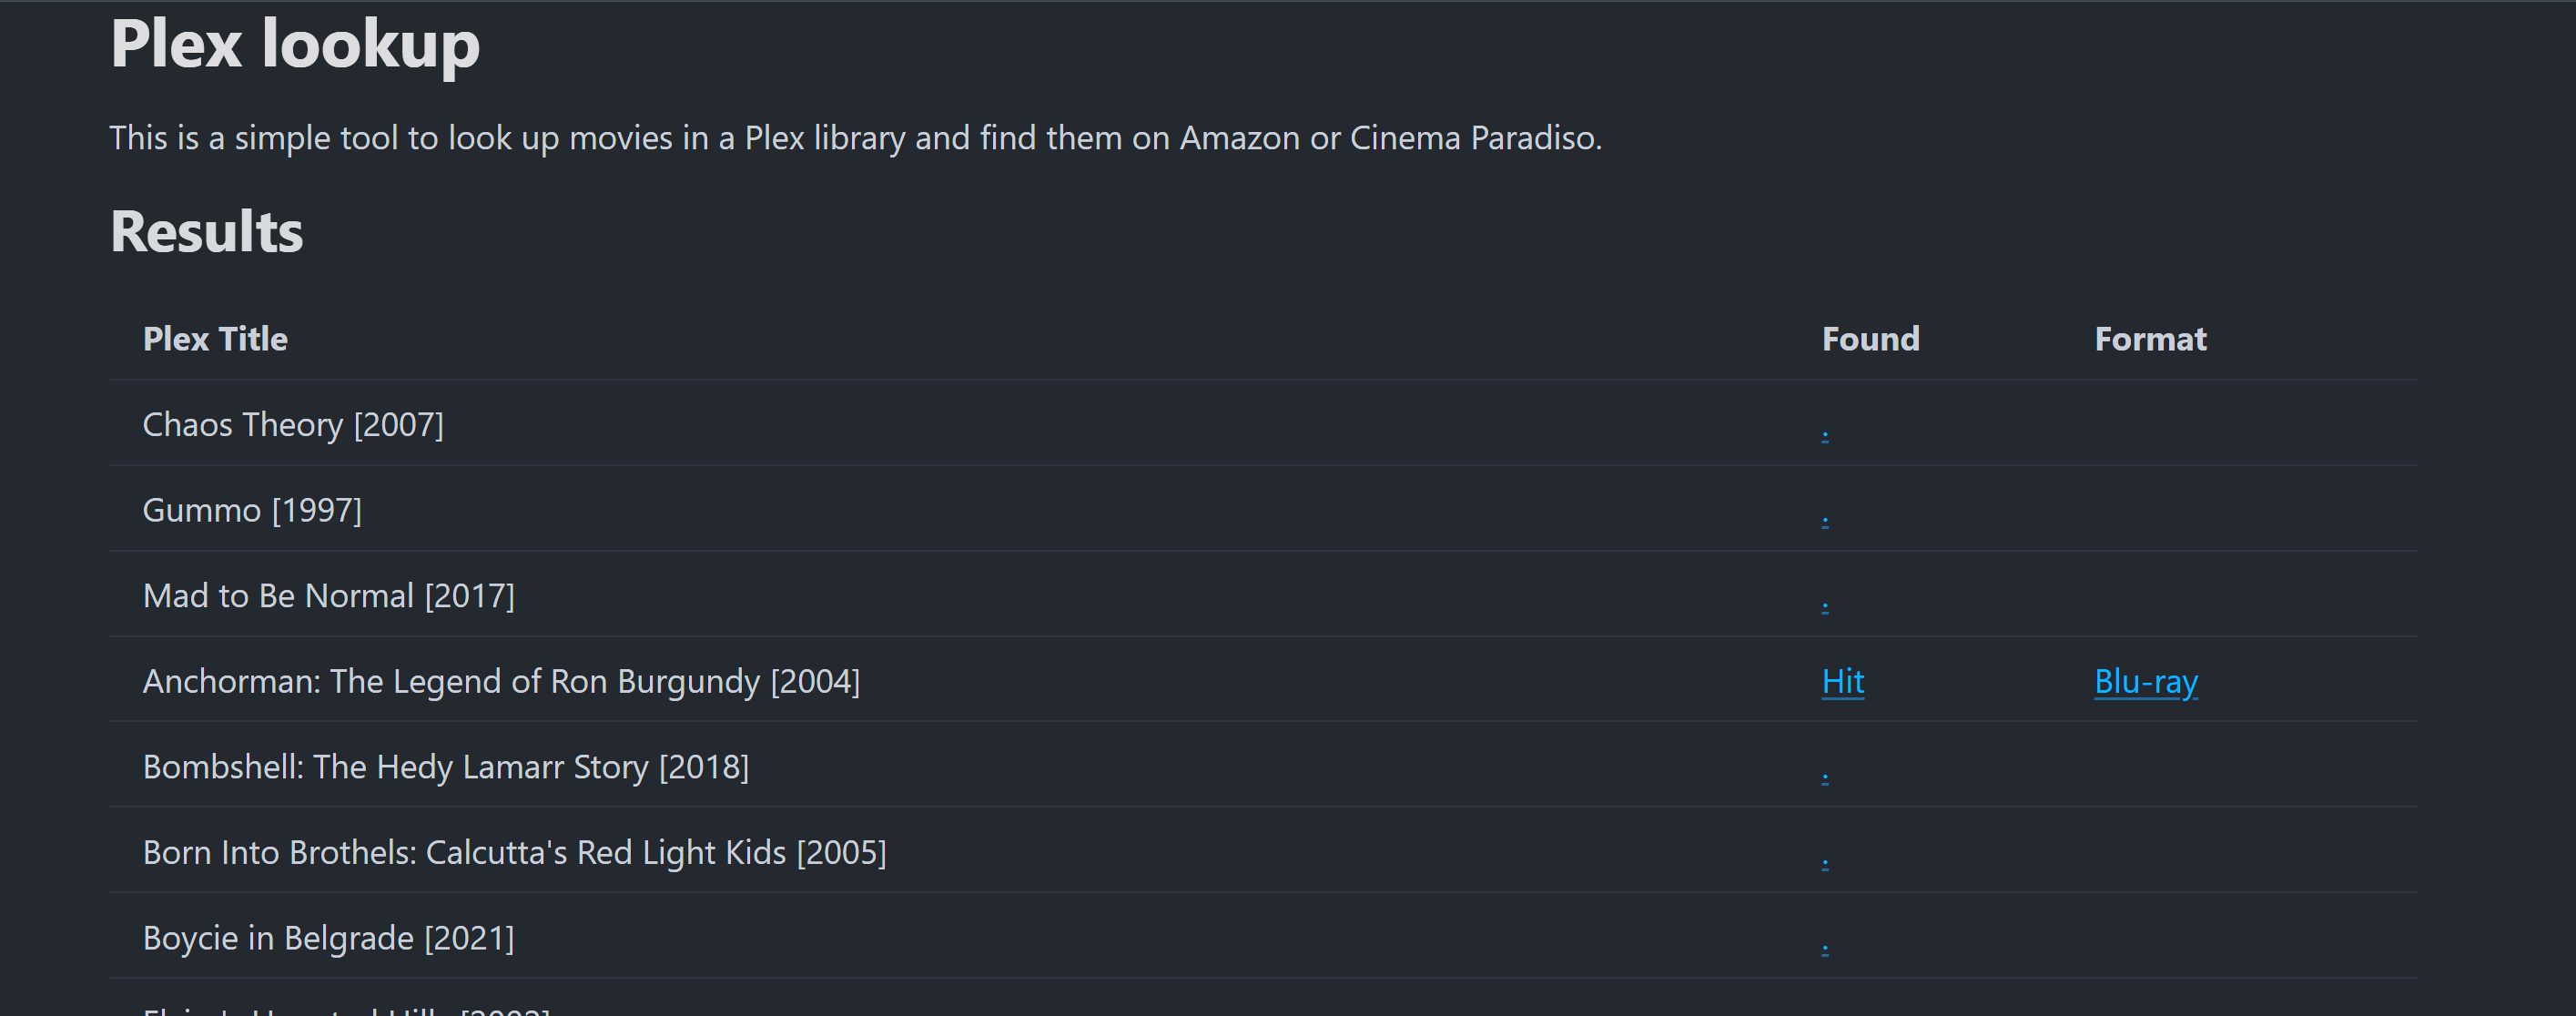 Plex lookup
This is a simple tool to look up movies in a Plex library and find them on Amazon or Cinema Paradiso.
Results
Plex Title Found Format
Chaos Theory [2007] .
Gummo [1997] .
Mad to Be Normal [2017] .
Anchorman: The Legend of Ron Burgundy [2004] Hit Blu-ray
Bombshell: The Hedy Lamarr Story [2018] .
Born Into Brothels: Calcutta's Red Light Kids [2005] .
Boycie in Belgrade [2021] .